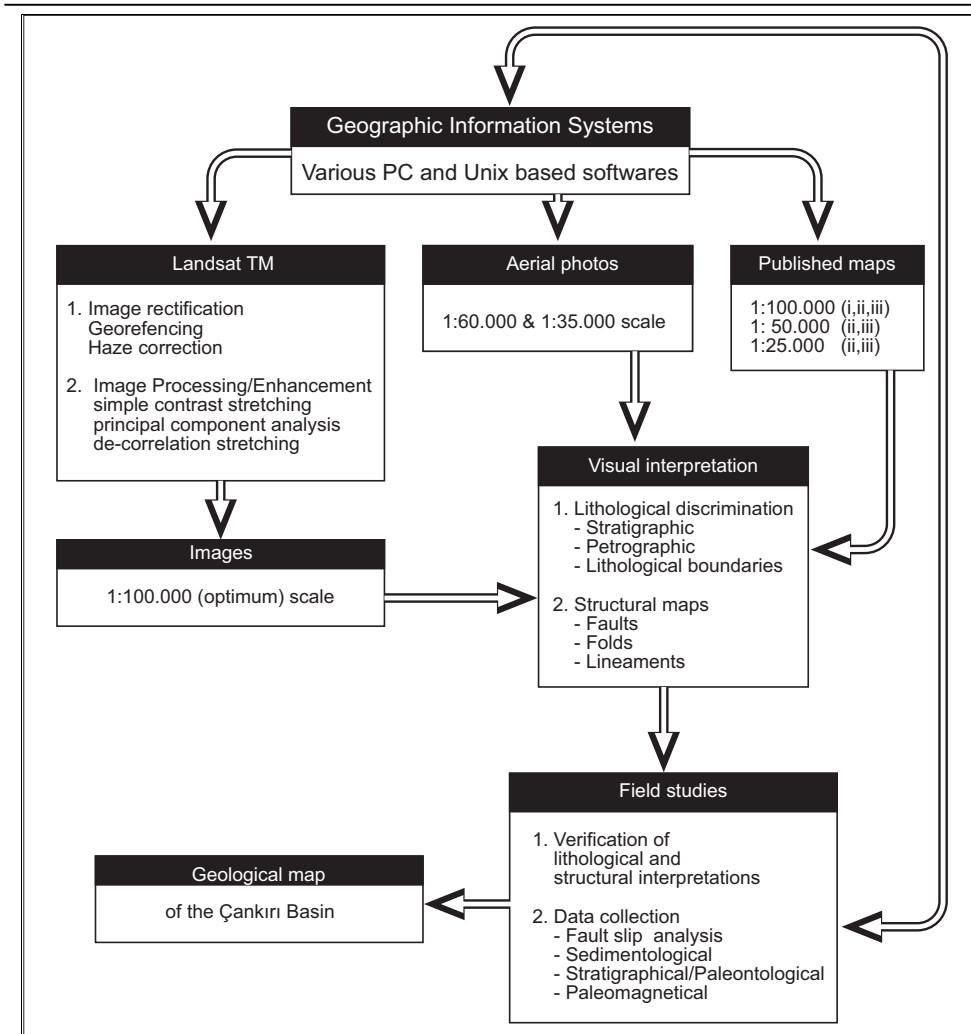 Geographic Information Systems
Various PC and Unix based softwares
Landsat TM
1. Image rectification
Georefencing
Haze correction
2. Image Processing/Enhancement
simple contrast stretching
principal component analysis
de-correlation stretching
Aerial photos
1:60.000 & 1:35.000 scale
Published maps
1:100.000 (i,ii,iii)
1: 50.000 (ii,iii)
1:25.000 (ii,iii)
Images
1:100.000 (optimum) scale
Visual interpretation
1. Lithological discrimination
- Stratigraphic
- Petrographic
- Lithological boundaries
2. Structural maps
- Faults
- Folds
- Lineaments
Field studies
1. Verification of
lithological and
structural interpretations
2. Data collection
- Fault slip analysis
- Sedimentological
- Stratigraphical/Paleontological
- Paleomagnetical
Geological map
of the Çankırı Basin